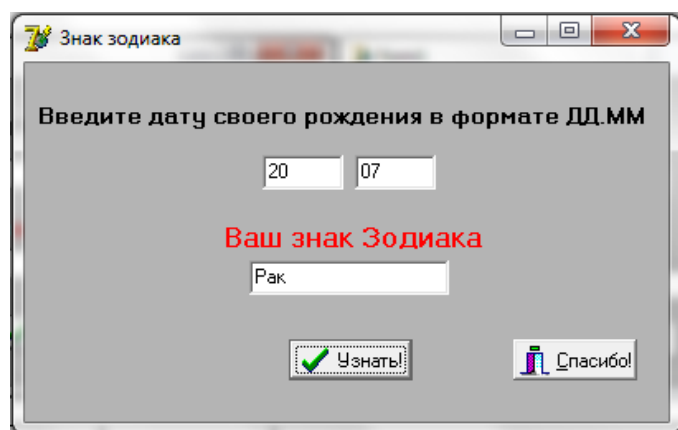 Знак зодиака
Введите дату своего рождения в формате ДД.ММ
20 07
Ваш знак Зодиака
Рак
Узнать! Спасибо!